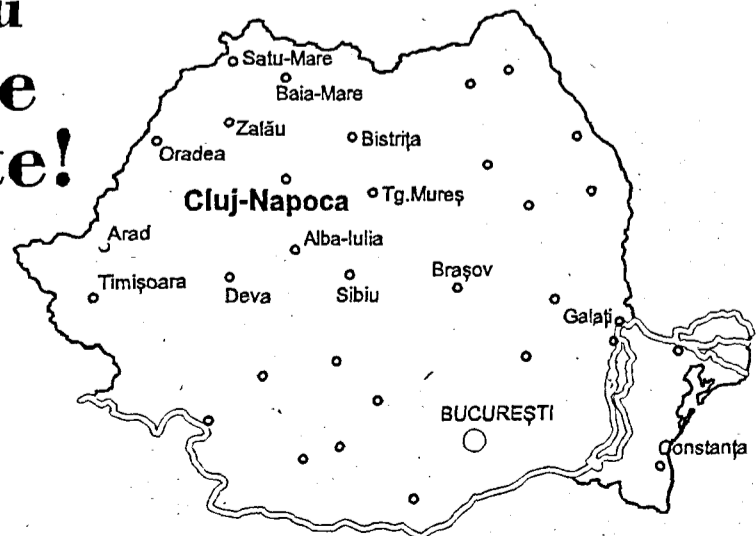 Satu-Mare
Baia-Mare
Zalău
Oradea
Bistrița
Cluj-Napoca
Tg.Mureș
Arad
Alba-Iulia
Timișoara
Deva
Sibiu
Brașov
Galați
BUCUREȘTI
Constanța